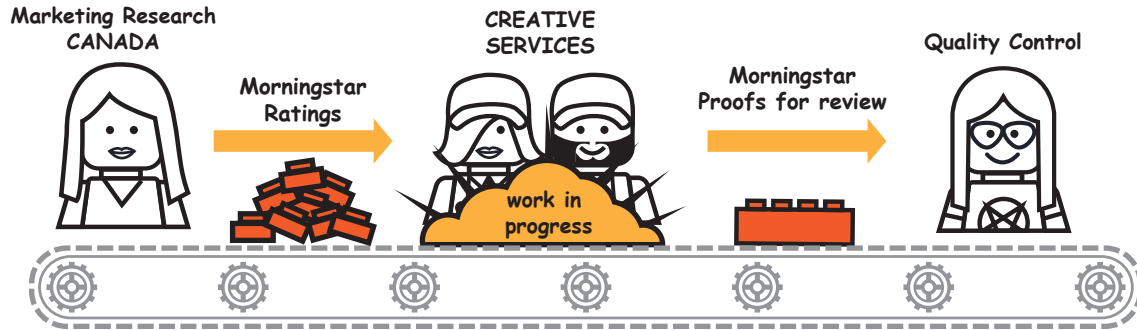 Marketing Research
CANADA
Morningstar
Ratings
CREATIVE
SERVICES
work in
progress
Morningstar
Proofs for review
Quality Control